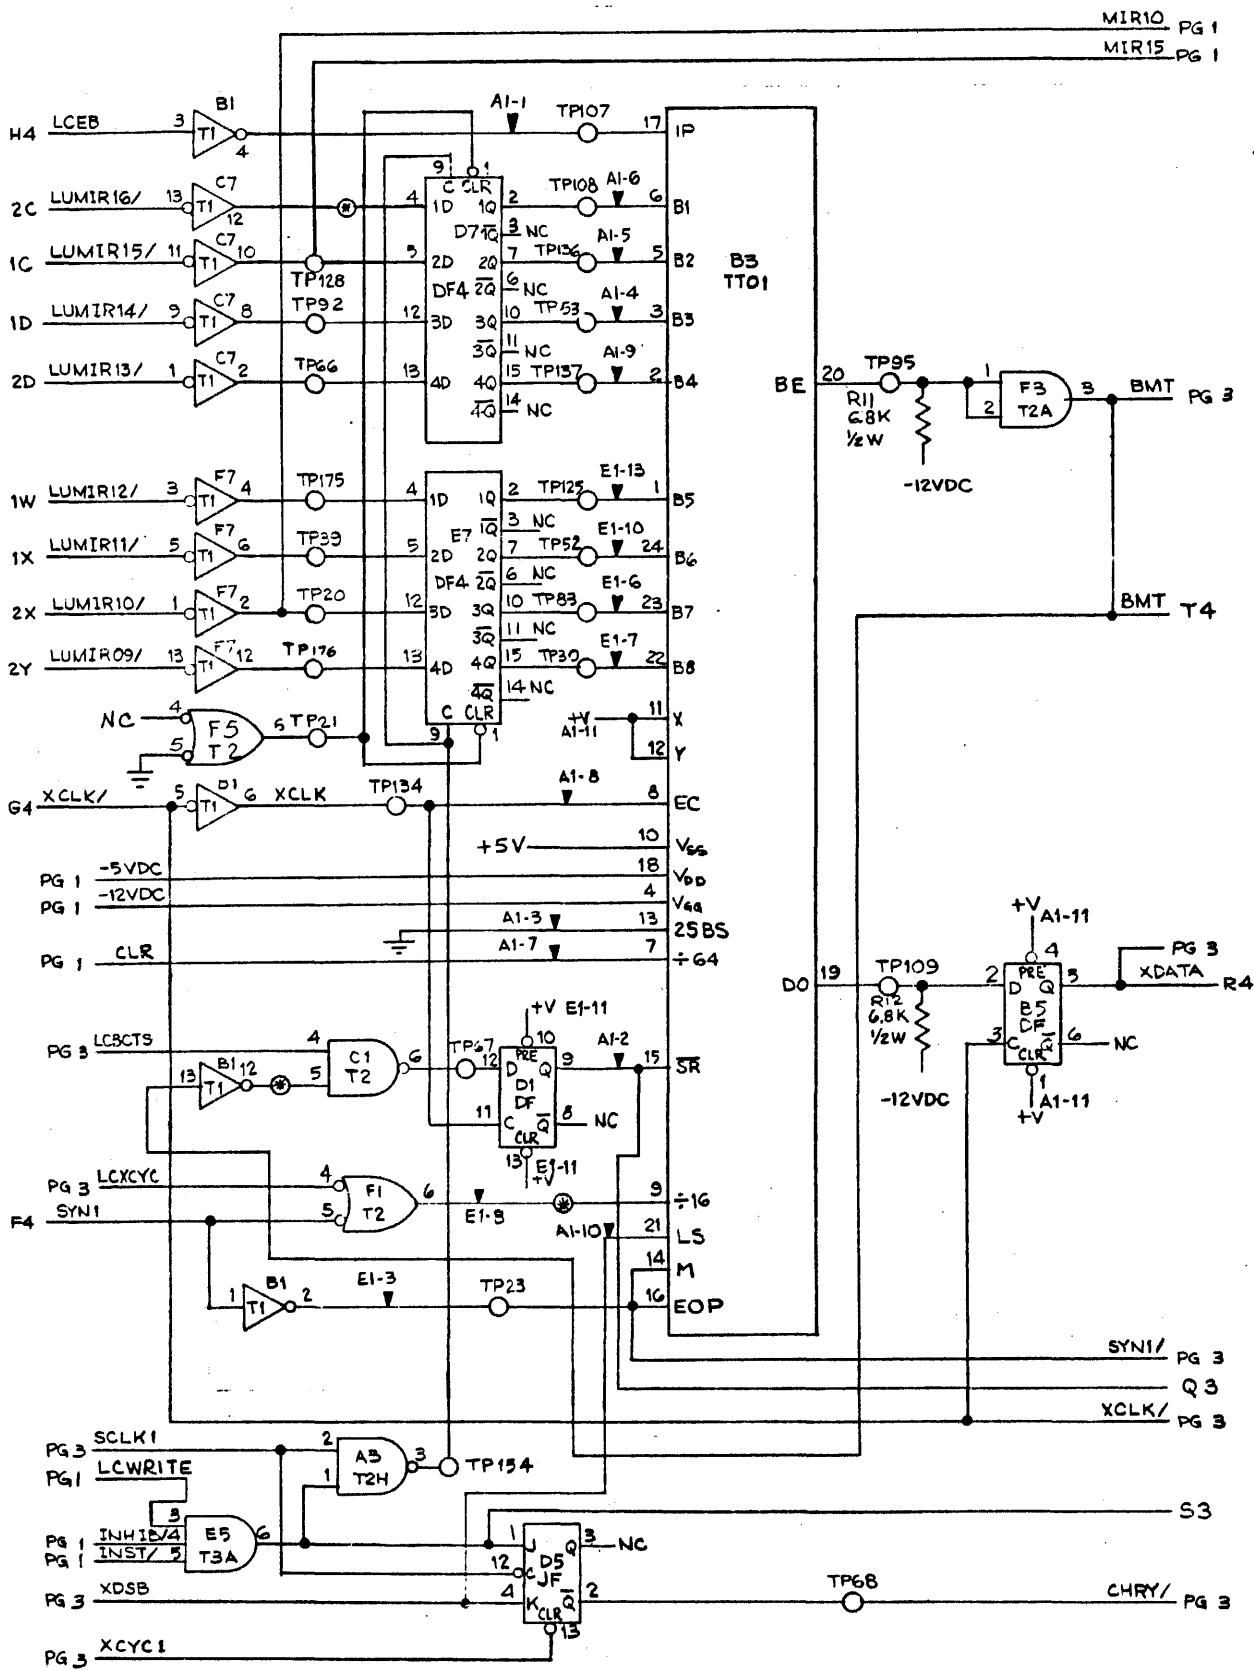 MIR10 PG 1
MIR15 PG 1
B1 A1-1 TP107
H4 LCEB 3 T1 4 17 IP
9 1
C CLR
2C LUMIR16/ 13 C7 T1 12 * 4 1D 1Q 2 TP108 A1-6 6 B1
D7 1Q 3 NC
1C LUMIR15/ 11 C7 T1 10 TP128 5 2D 2Q 7 TP136 A1-5 5 B2
B3
TT01
DF4 2Q 6 NC
1D LUMIR14/ 9 C7 T1 8 TP92 12 3D 3Q 10 TP53 A1-4 3 B3
3Q 11 NC
2D LUMIR13/ 1 C7 T1 2 TP66 13 4D 4Q 15 TP137 A1-9 2 B4
4Q 14 NC
BE 20 TP95 1 2 F3 T2A 3 BMT PG 3
R11
6.8K
1/2W
-12VDC
1W LUMIR12/ 3 F7 T1 4 TP175 4 1D 1Q 2 TP125 E1-13 1 B5
E7 1Q 3 NC
1X LUMIR11/ 5 F7 T1 6 TP39 5 2D 2Q 7 TP52 E1-10 24 B6
DF4 2Q 6 NC
2X LUMIR10/ 1 F7 T1 2 TP20 12 3D 3Q 10 TP83 E1-6 23 B7
BMT T4
3Q 11 NC
2Y LUMIR09/ 13 F7 T1 12 TP176 13 4D 4Q 15 TP30 E1-7 22 B8
4Q 14 NC
C CLR
9 1
NC 4 5 F5 T2 6 TP21
+V A1-11 11 X
12 Y
G4 XCLK/ 5 T1 6 XCLK TP134 A1-8 8 EC
+5V 10 VSS
PG 1 -5VDC 18 VDD
PG 1 -12VDC 4 VGG
A1-3 13 2SBS
PG 1 CLR A1-7 7 ÷64
+V A1-11
4
DO 19 TP109 2 D PRE Q 5 XDATA R4
PG 3
B5
DF
R12
6.8K
1/2W
-12VDC
3 C CLR Q 6 NC
1
+V A1-11
+V E1-11
10
PG 3 LCBCTS 4 C1 T2 6 TP67 12 D PRE Q 9 A1-2 15 SR
13 B1 T1 12 * 5
D1
DF
11 C Q 8 NC
CLR
13 E1-11
+V
PG 3 LCXCYC 4 F1 T2 6 E1-9 * 9 ÷16
F4 SYN1 5
A1-10 21 LS
14 M
1 B1 T1 2 E1-3 TP23 16 EOP
SYN1/ PG 3
Q3
XCLK/ PG 3
PG 3 SCLK1 2 A3 T2H 3 TP154
1
PG1 LCWRITE
3
S3
PG 1 INHIB/ 4 E5 T3A 6 1 J Q 3 NC
PG 1 INST/ 5
12 C D5
JF
PG 3 XDSB 4 K CLR Q 2 TP68 CHRY/ PG 3
13
PG 3 XCYC1